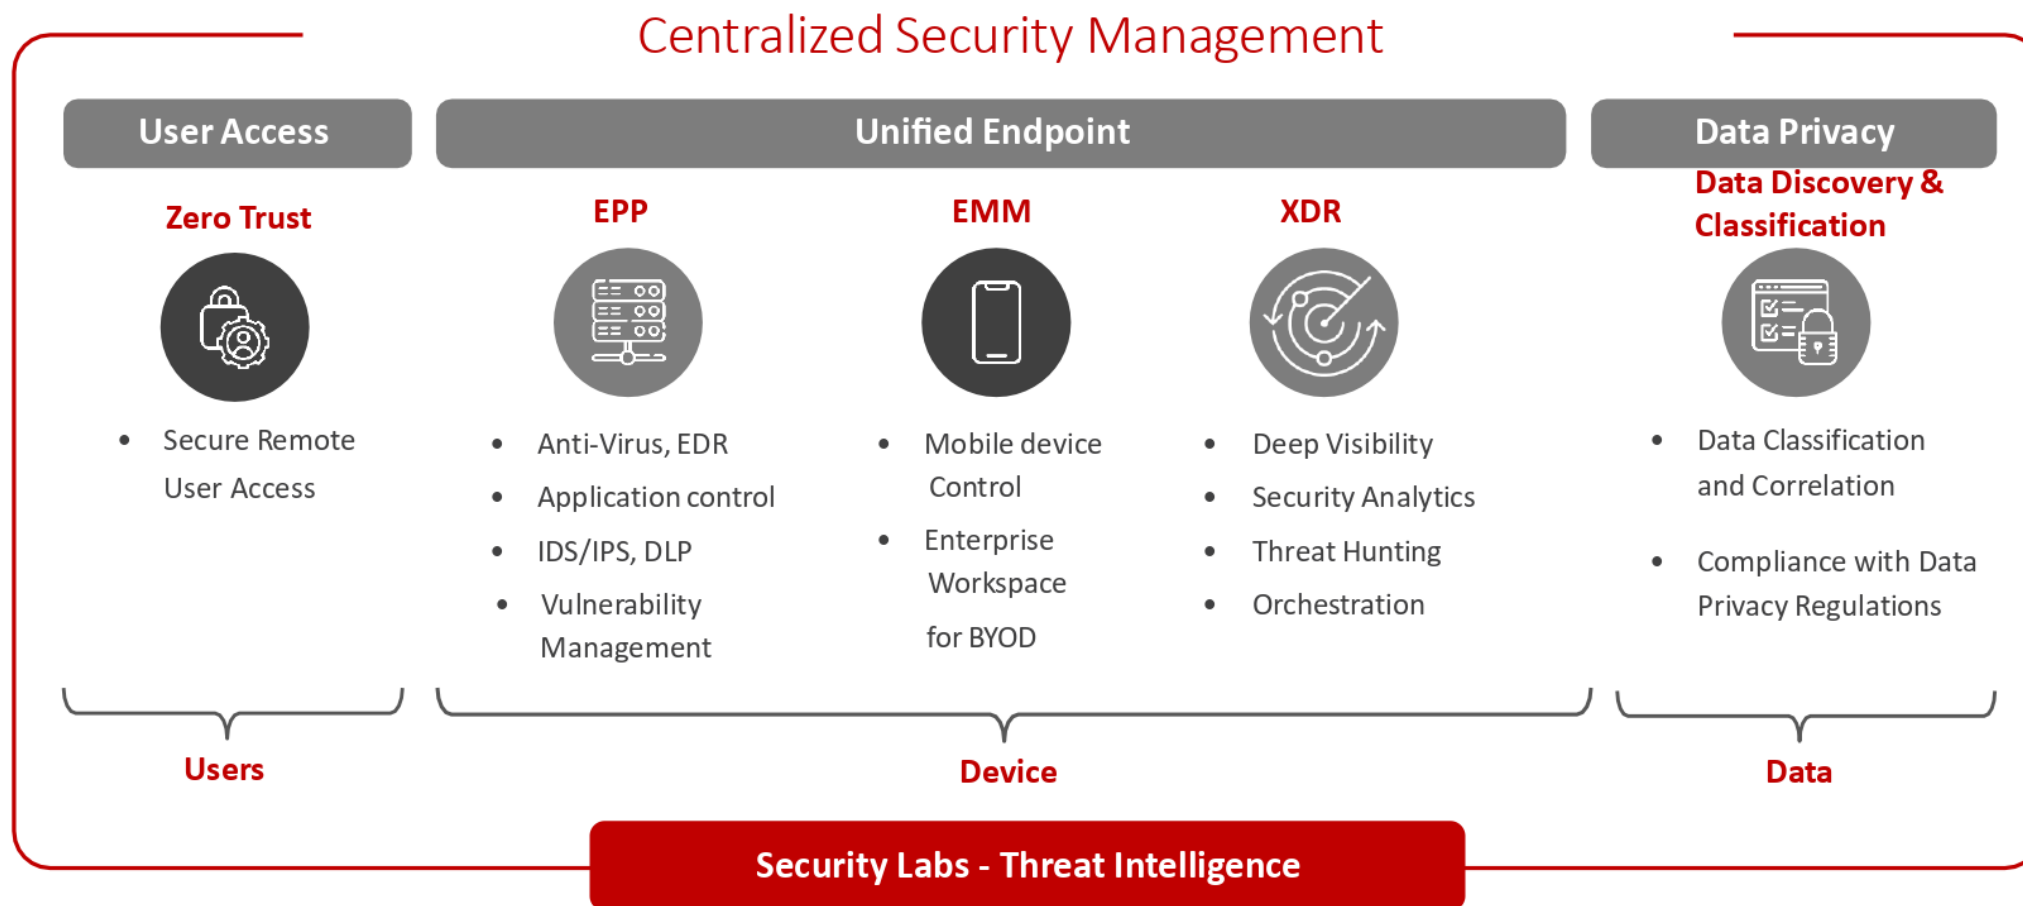 Centralized Security Management
User Access
Unified Endpoint
Data Privacy
Zero Trust
EPP
EMM
XDR
Data Discovery &
Classification
• Secure Remote
User Access
• Anti-Virus, EDR
• Application control
• IDS/IPS, DLP
• Vulnerability
Management
• Mobile device
Control
• Enterprise
Workspace
for BYOD
• Deep Visibility
• Security Analytics
• Threat Hunting
• Orchestration
• Data Classification
and Correlation
• Compliance with Data
Privacy Regulations
Users
Device
Data
Security Labs - Threat Intelligence